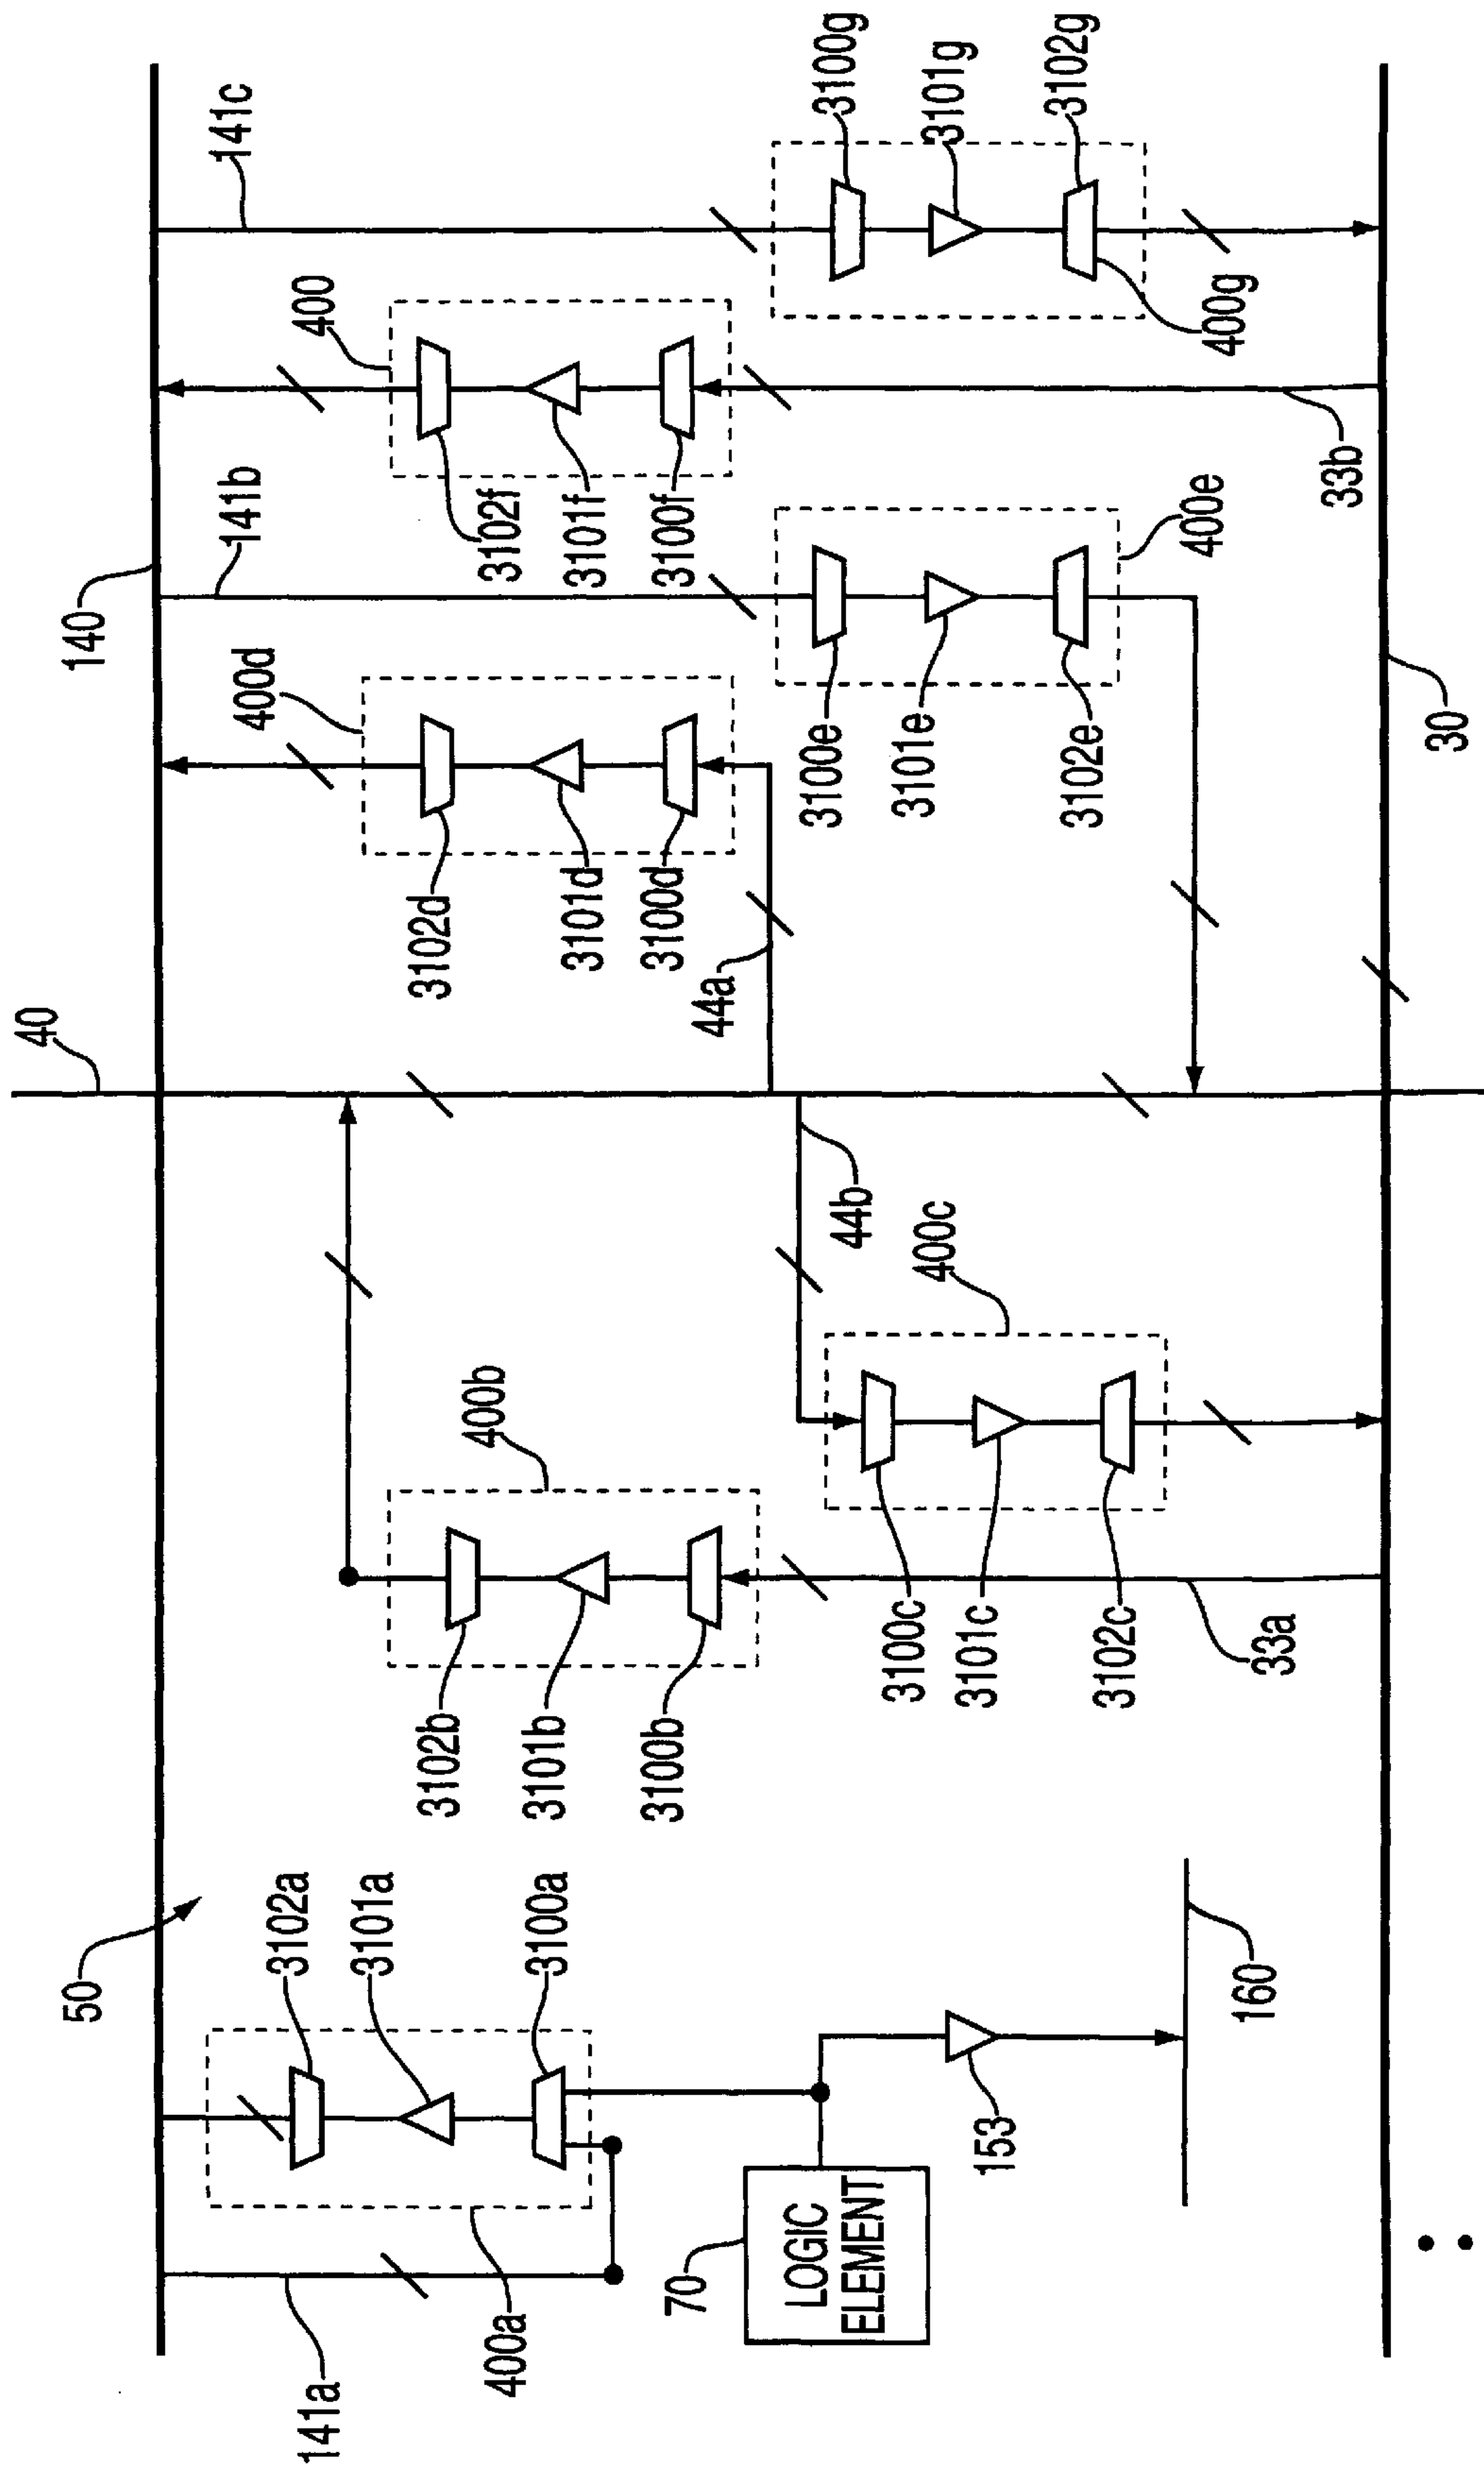 40
140
141c
141b
400
400d
3100g
3101g
3102g
400g
3102f
3101f
3100f
33b
400e
3102d
3101d
3100d
44a
3100e
3101e
3102e
30
44b
400c
400b
3102b
3101b
3100b
3100c
3101c
3102c
33a
50
3102a
3101a
3100a
141a
400a
70
LOGIC
ELEMENT
153
160